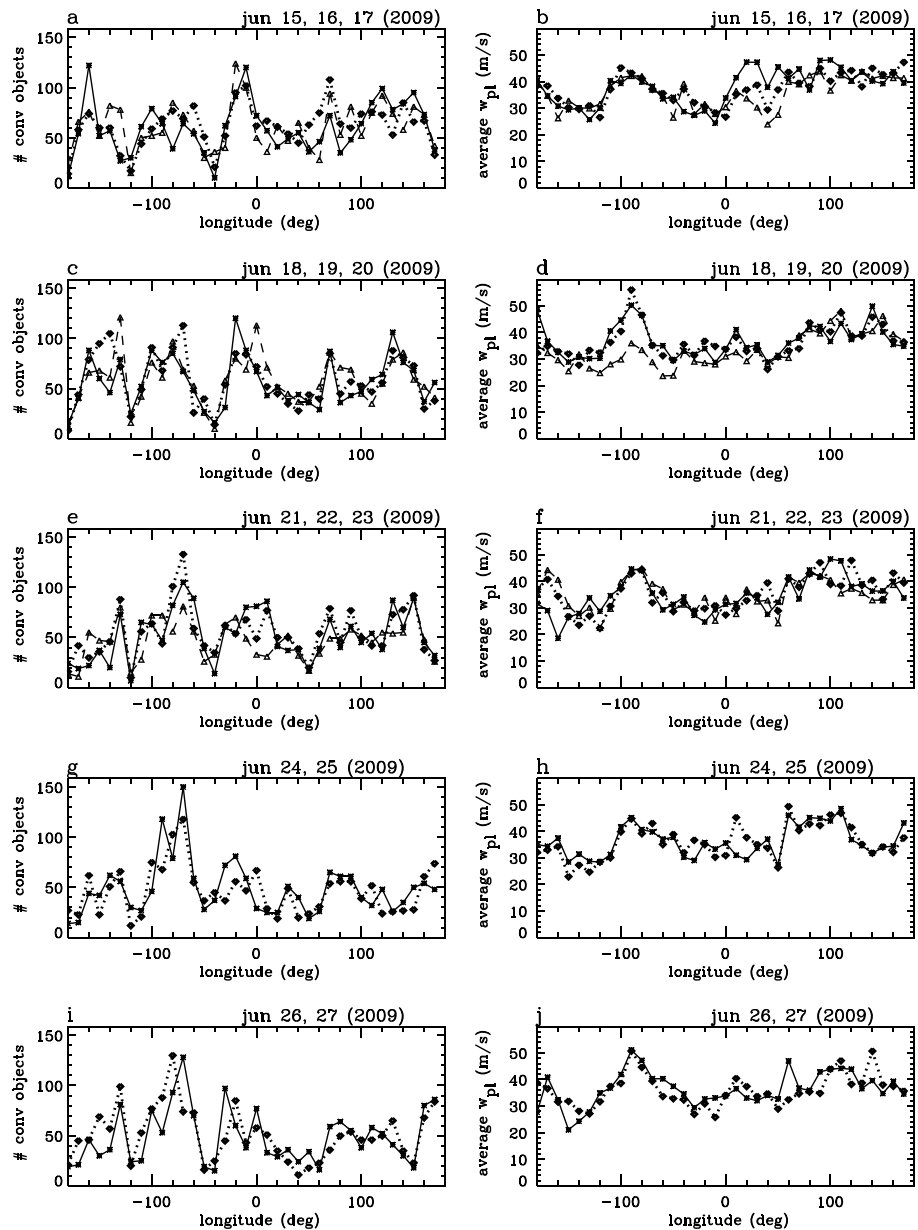 a jun 15, 16, 17 (2009)
# conv objects
150
100
50
0
-100 0 100
longitude (deg)
b jun 15, 16, 17 (2009)
average w_pl (m/s)
50
40
30
20
10
0
-100 0 100
longitude (deg)
c jun 18, 19, 20 (2009)
# conv objects
150
100
50
0
-100 0 100
longitude (deg)
d jun 18, 19, 20 (2009)
average w_pl (m/s)
50
40
30
20
10
0
-100 0 100
longitude (deg)
e jun 21, 22, 23 (2009)
# conv objects
150
100
50
0
-100 0 100
longitude (deg)
f jun 21, 22, 23 (2009)
average w_pl (m/s)
50
40
30
20
10
0
-100 0 100
longitude (deg)
g jun 24, 25 (2009)
# conv objects
150
100
50
0
-100 0 100
longitude (deg)
h jun 24, 25 (2009)
average w_pl (m/s)
50
40
30
20
10
0
-100 0 100
longitude (deg)
i jun 26, 27 (2009)
# conv objects
150
100
50
0
-100 0 100
longitude (deg)
j jun 26, 27 (2009)
average w_pl (m/s)
50
40
30
20
10
0
-100 0 100
longitude (deg)